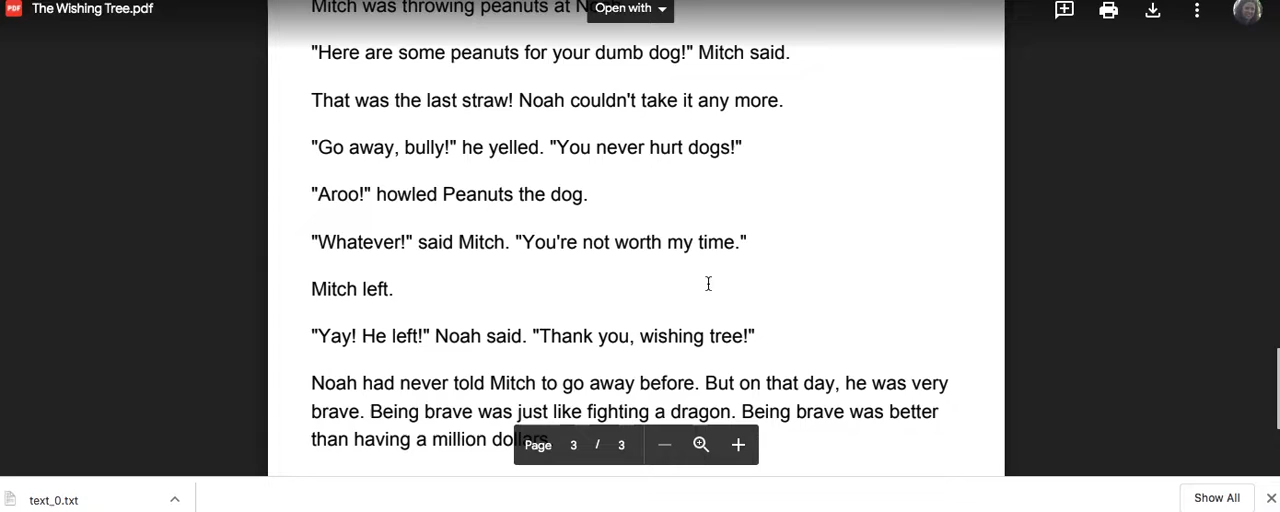 The Wishing Tree.pdf
Open with
Mitch was throwing peanuts at
"Here are some peanuts for your dumb dog!" Mitch said.
That was the last straw! Noah couldn't take it any more.
"Go away, bully!" he yelled. "You never hurt dogs!"
"Aroo!" howled Peanuts the dog.
"Whatever!" said Mitch. "You're not worth my time."
Mitch left.
"Yay! He left!" Noah said. "Thank you, wishing tree!"
Noah had never told Mitch to go away before. But on that day, he was very
brave. Being brave was just like fighting a dragon. Being brave was better
than having a million dollars
Page 3 / 3
text_0.txt
Show All